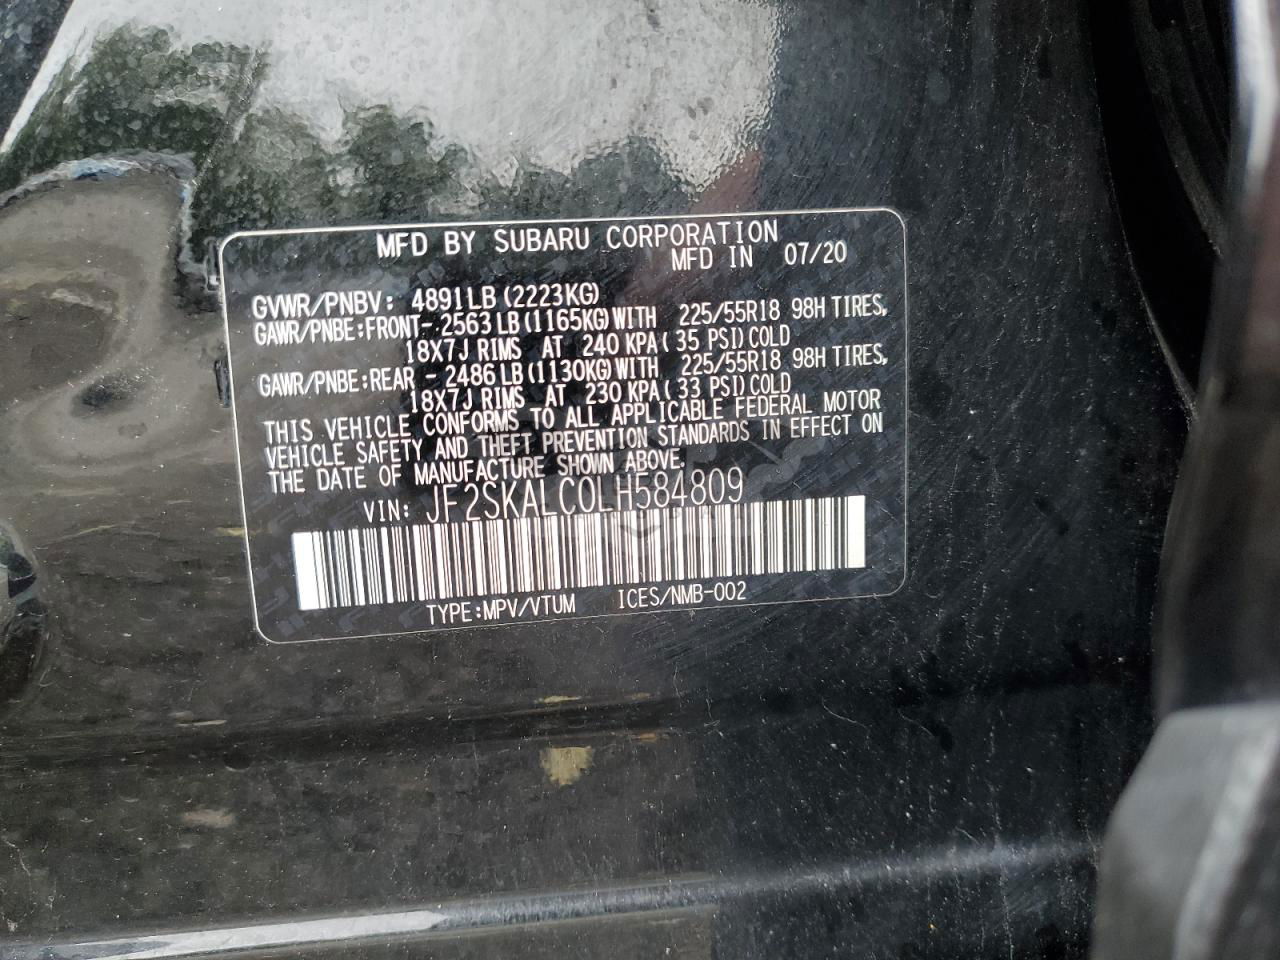 MFD BY SUBARU CORPORATION
MFD IN 07/20
GVWR/PNBV: 4891LB (2223KG)
GAWR/PNBE:FRONT- 2563 LB (1165KG) WITH 225/55R18 98H TIRES,
18X7J RIMS AT 240 KPA ( 35 PSI) COLD
GAWR/PNBE:REAR - 2486 LB (1130KG) WITH 225/55R18 98H TIRES,
18X7J RIMS AT 230 KPA ( 33 PSI) COLD
THIS VEHICLE CONFORMS TO ALL APPLICABLE FEDERAL MOTOR
VEHICLE SAFETY AND THEFT PREVENTION STANDARDS IN EFFECT ON
THE DATE OF MANUFACTURE SHOWN ABOVE.
VIN: JF2SKALC0LH584809
TYPE:MPV/VTUM ICES/NMB-002